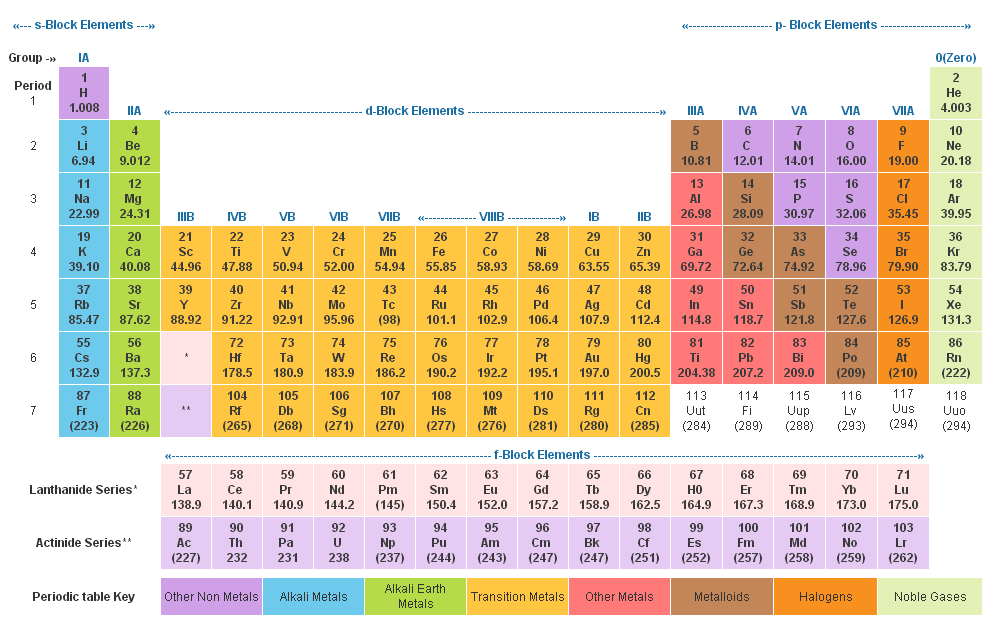 «--- s-Block Elements ---» «--------------------- p- Block Elements --------------------»
Group -» IA 0(Zero)
Period 1 2
1 H He
1.008 IIA «---------------------------------------- d-Block Elements ----------------------------------------» IIIA IVA VA VIA VIIA 4.003
3 4 5 6 7 8 9 10
2 Li Be B C N O F Ne
6.94 9.012 10.81 12.01 14.01 16.00 19.00 20.18
11 12 13 14 15 16 17 18
3 Na Mg Al Si P S Cl Ar
22.99 24.31 IIIB IVB VB VIB VIIB «------------- VIIIB -------------» IB IIB 26.98 28.09 30.97 32.06 35.45 39.95
19 20 21 22 23 24 25 26 27 28 29 30 31 32 33 34 35 36
4 K Ca Sc Ti V Cr Mn Fe Co Ni Cu Zn Ga Ge As Se Br Kr
39.10 40.08 44.96 47.88 50.94 52.00 54.94 55.85 58.93 58.69 63.55 65.39 69.72 72.64 74.92 78.96 79.90 83.79
37 38 39 40 41 42 43 44 45 46 47 48 49 50 51 52 53 54
5 Rb Sr Y Zr Nb Mo Tc Ru Rh Pd Ag Cd In Sn Sb Te I Xe
85.47 87.62 88.92 91.22 92.91 95.96 (98) 101.1 102.9 106.4 107.9 112.4 114.8 118.7 121.8 127.6 126.9 131.3
55 56 72 73 74 75 76 77 78 79 80 81 82 83 84 85 86
6 Cs Ba * Hf Ta W Re Os Ir Pt Au Hg Ti Pb Bi Po At Rn
132.9 137.3 178.5 180.9 183.9 186.2 190.2 192.2 195.1 197.0 200.5 204.38 207.2 209.0 (209) (210) (222)
87 88 104 105 106 107 108 109 110 111 112 113 114 115 116 117 118
7 Fr Ra ** Rf Db Sg Bh Hs Mt Ds Rg Cn Uut Fi Uup Lv Uus Uuo
(223) (226) (265) (268) (271) (270) (277) (276) (281) (280) (285) (284) (289) (288) (293) (294) (294)
«---------------------------------------------------------------- f-Block Elements ----------------------------------------------------------------»
57 58 59 60 61 62 63 64 65 66 67 68 69 70 71
Lanthanide Series* La Ce Pr Nd Pm Sm Eu Gd Tb Dy H0 Er Tm Yb Lu
138.9 140.1 140.9 144.2 (145) 150.4 152.0 157.2 158.9 162.5 164.9 167.3 168.9 173.0 175.0
89 90 91 92 93 94 95 96 97 98 99 100 101 102 103
Actinide Series** Ac Th Pa U Np Pu Am Cm Bk Cf Es Fm Md No Lr
(227) 232 231 238 (237) (244) (243) (247) (247) (251) (252) (257) (258) (259) (262)
Periodic table Key Other Non Metals Alkali Metals Alkali Earth Metals Transition Metals Other Metals Metalloids Halogens Noble Gases